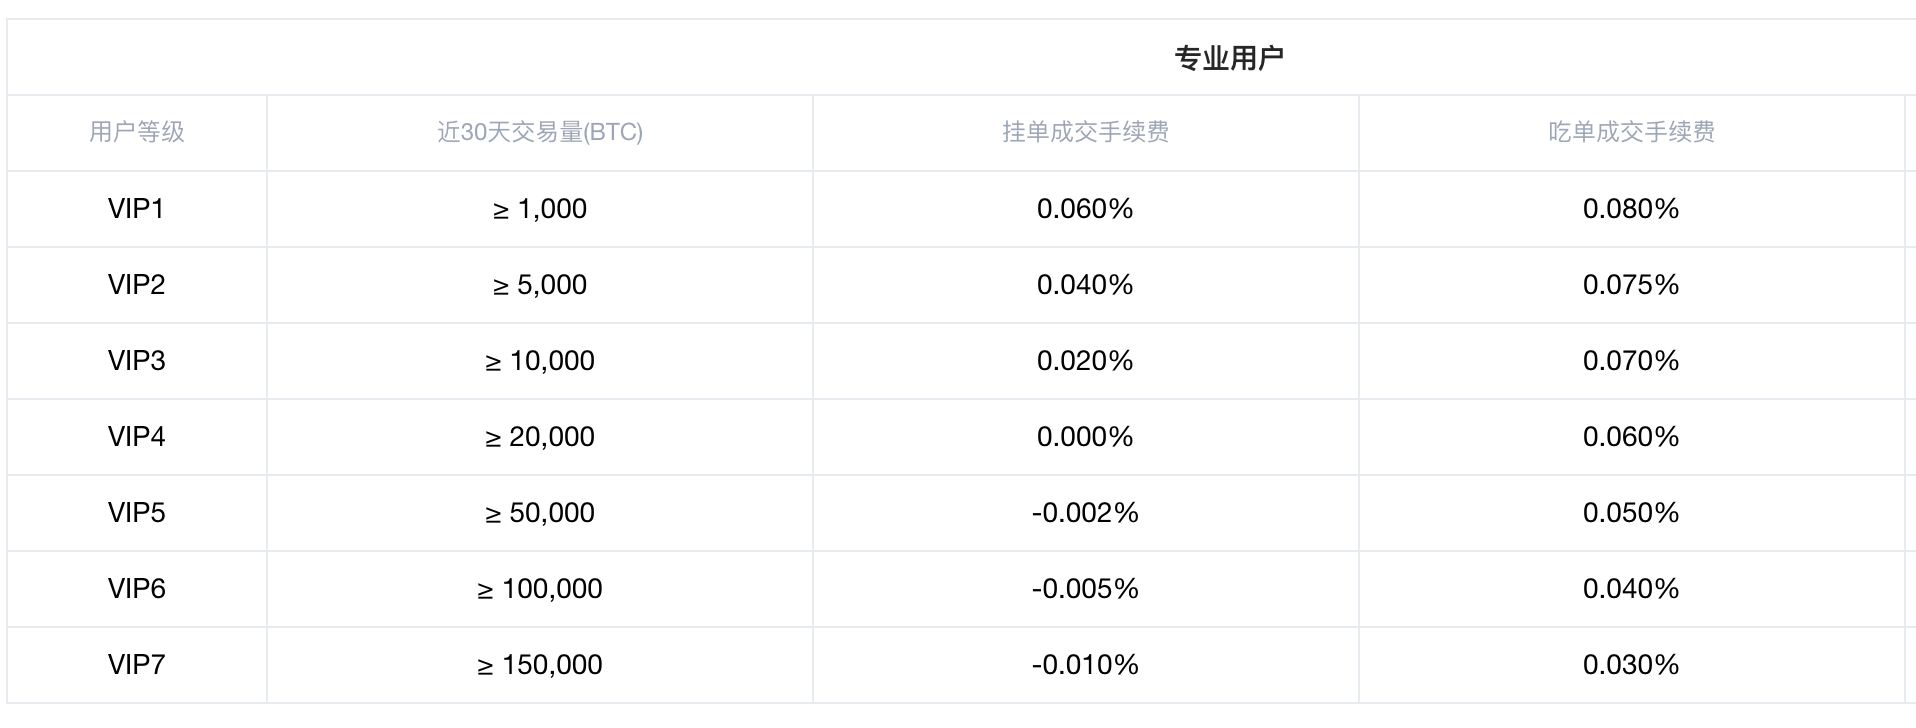 专业用户
用户等级 近30天交易量(BTC) 挂单成交手续费 吃单成交手续费
VIP1 ≥ 1,000 0.060% 0.080%
VIP2 ≥ 5,000 0.040% 0.075%
VIP3 ≥ 10,000 0.020% 0.070%
VIP4 ≥ 20,000 0.000% 0.060%
VIP5 ≥ 50,000 -0.002% 0.050%
VIP6 ≥ 100,000 -0.005% 0.040%
VIP7 ≥ 150,000 -0.010% 0.030%